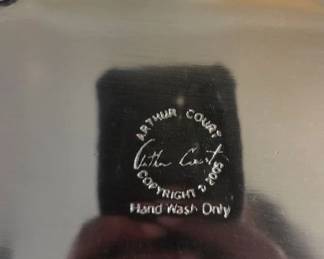 ARTHUR COURT
Arthur Court
COPYRIGHT © 2005
Hand Wash Only